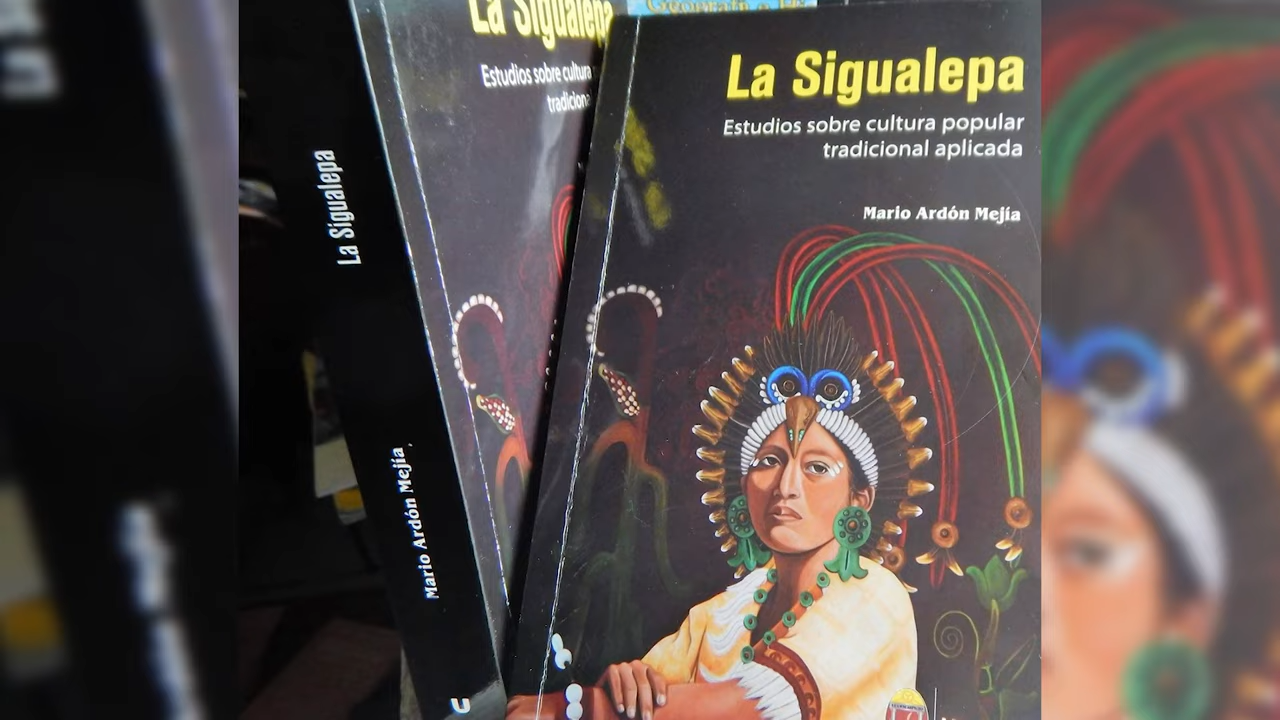 La Sigualepa
Estudios sobre cultura popular
tradicional aplicada
Mario Ardón Mejía
La Sigualepa
Estudios sobre cultura
La Sigualepa
Mario Ardón Mejía